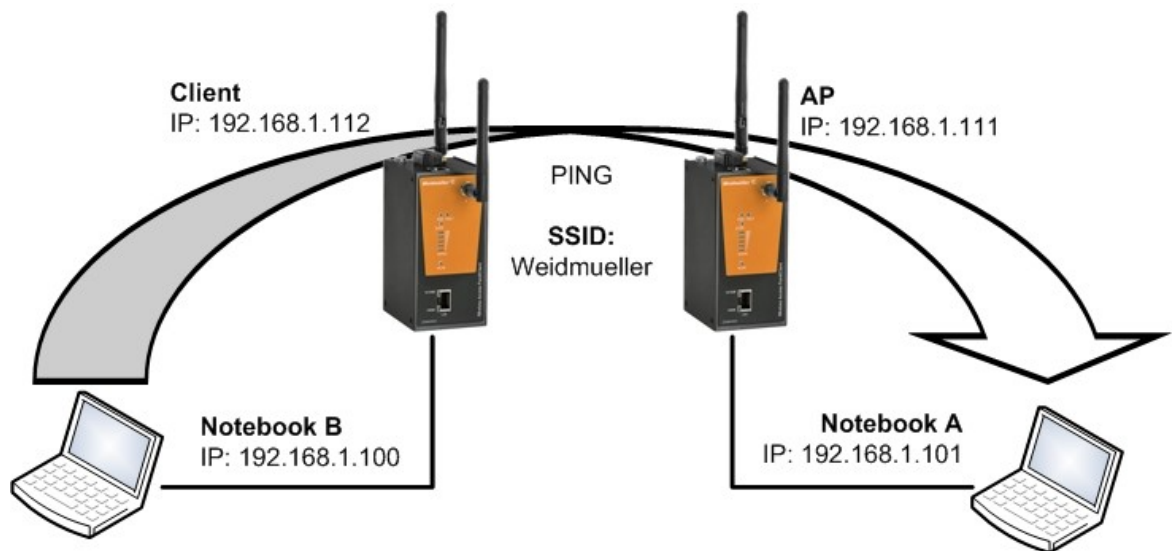 Client
IP: 192.168.1.112
AP
IP: 192.168.1.111
PING
SSID:
Weidmueller
Notebook B
IP: 192.168.1.100
Notebook A
IP: 192.168.1.101